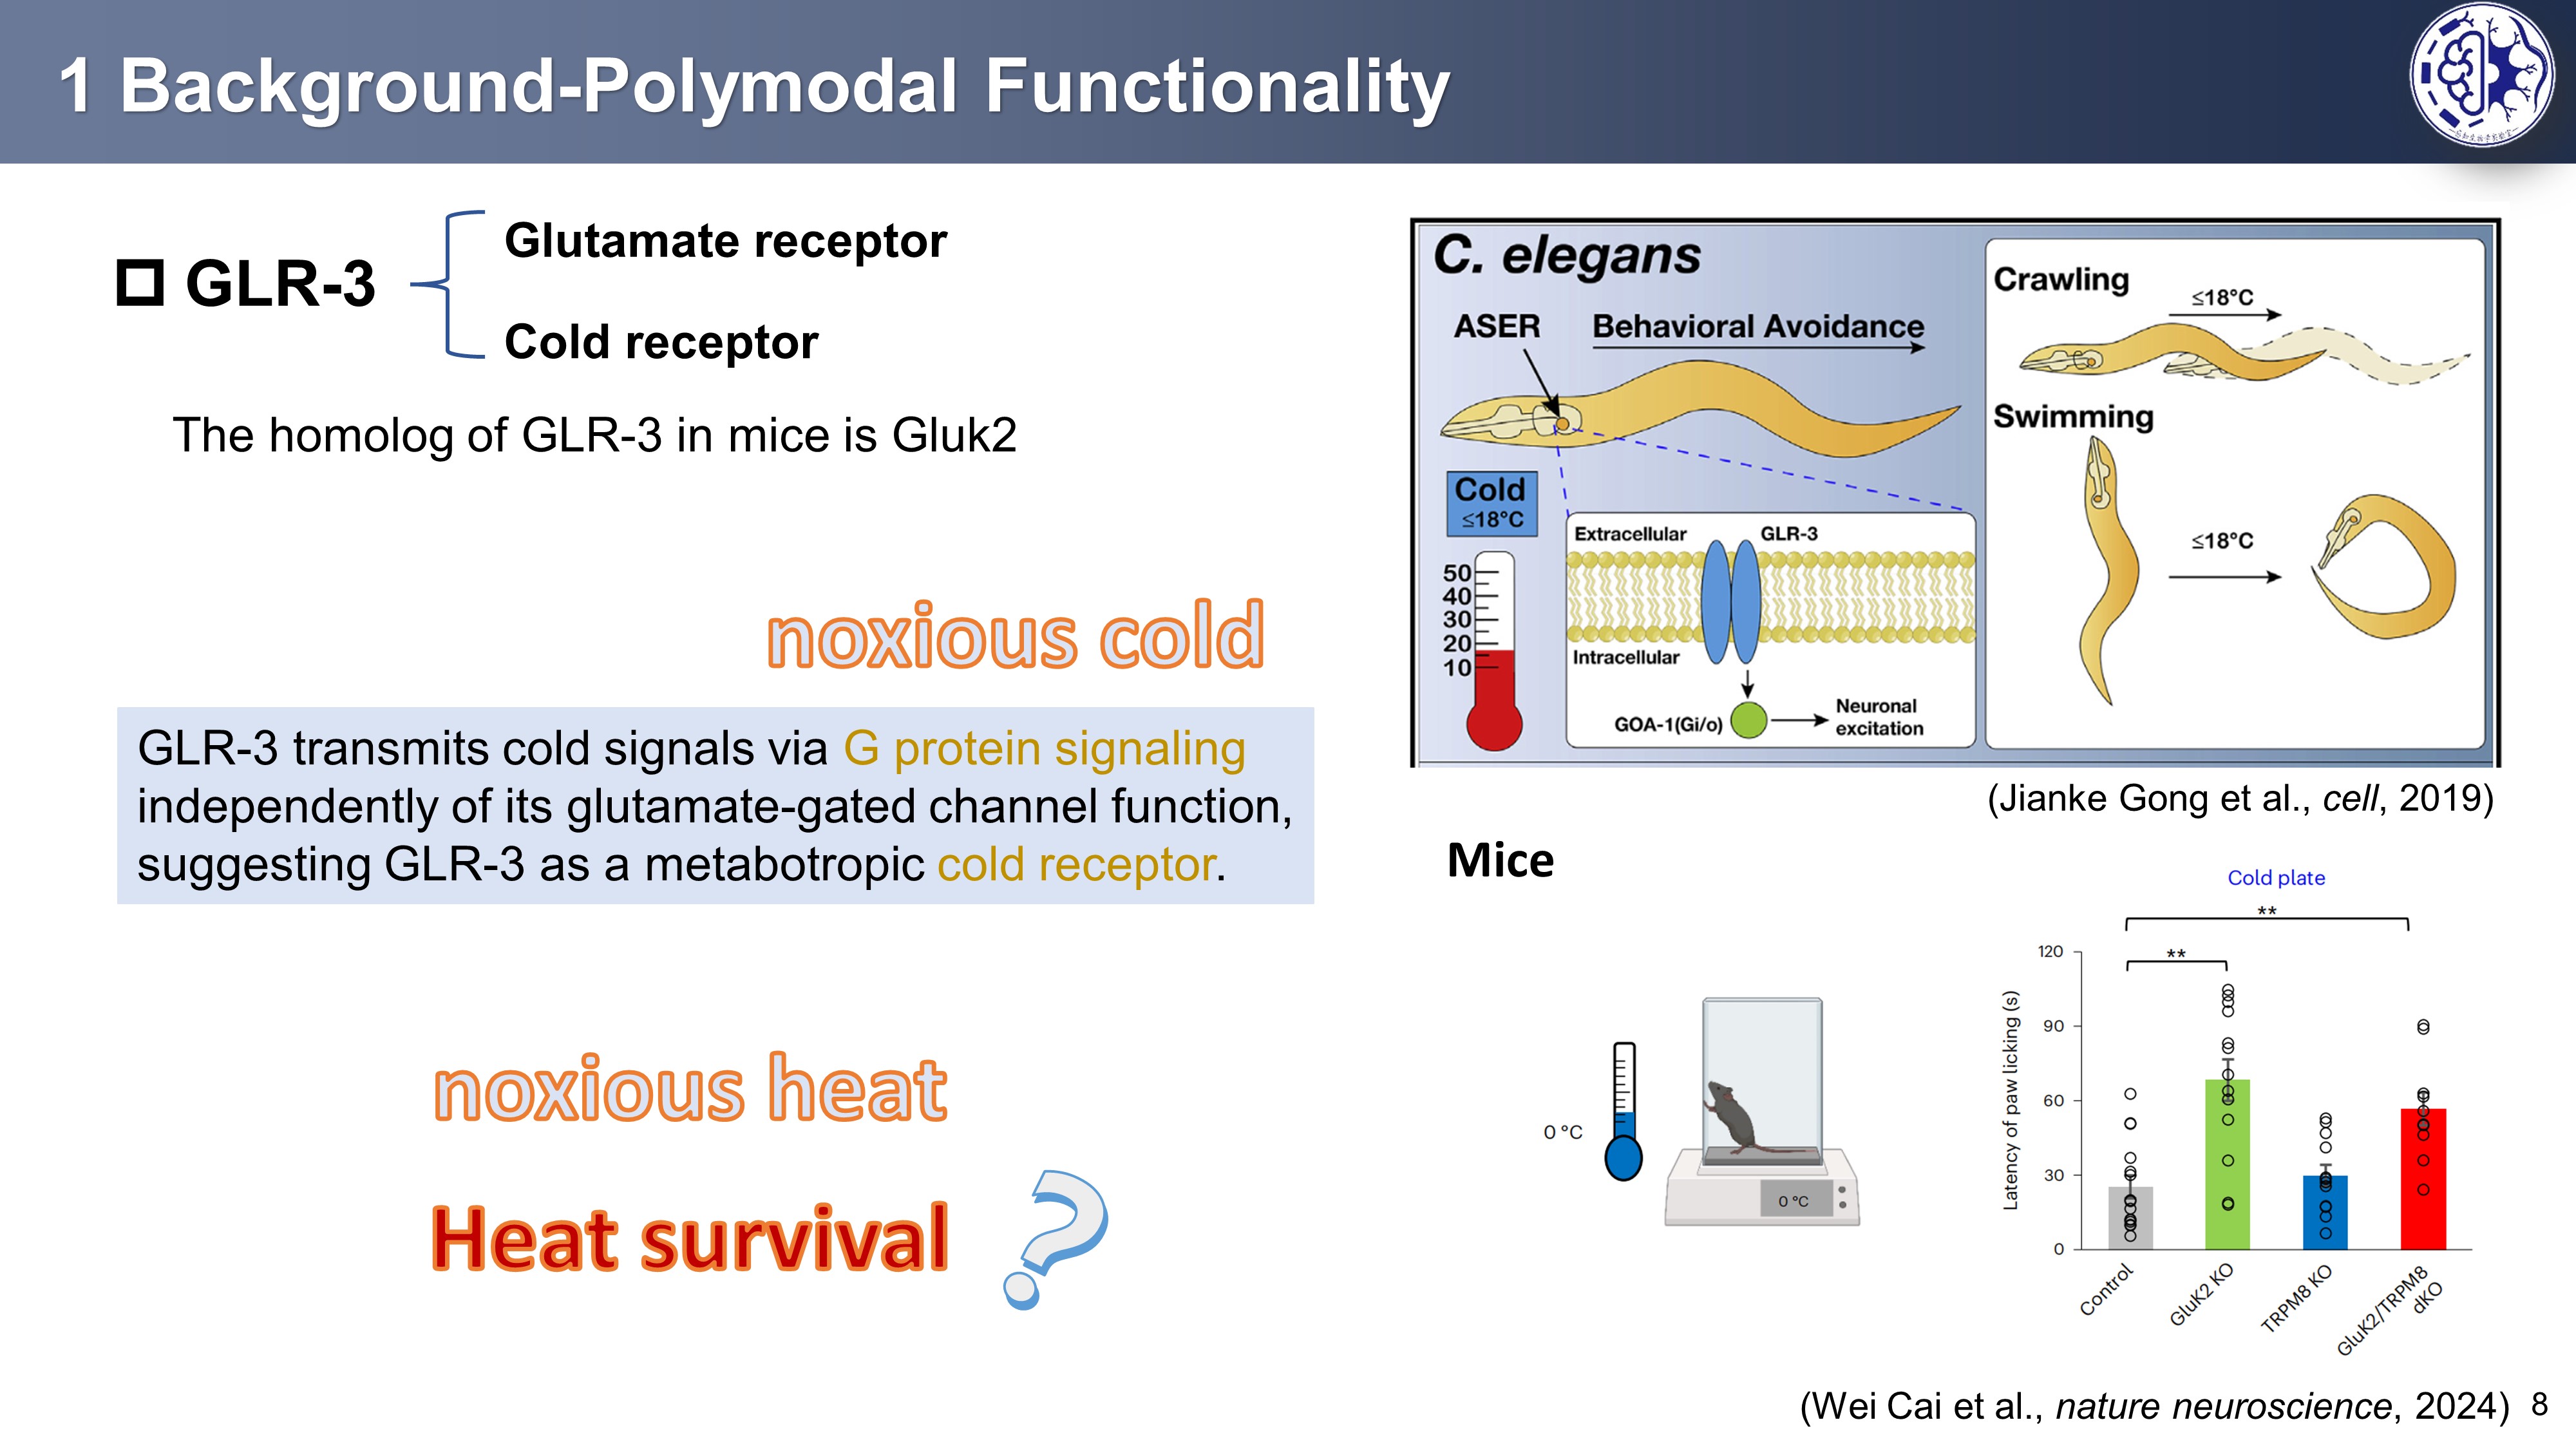 1 Background-Polymodal Functionality
GLR-3
Glutamate receptor
Cold receptor
The homolog of GLR-3 in mice is Gluk2
noxious cold
GLR-3 transmits cold signals via G protein signaling
independently of its glutamate-gated channel function,
suggesting GLR-3 as a metabotropic cold receptor.
noxious heat
Heat survival
?
C. elegans
ASER
Behavioral Avoidance
Cold
≤18°C
50
40
30
20
10
Extracellular
GLR-3
Intracellular
GOA-1(Gi/o)
Neuronal
excitation
Crawling
≤18°C
Swimming
≤18°C
(Jianke Gong et al., cell, 2019)
Mice
0 °C
0 °C
Cold plate
**
**
Latency of paw licking (s)
120
90
60
30
0
Control
GluK2 KO
TRPM8 KO
GluK2/TRPM8
dKO
(Wei Cai et al., nature neuroscience, 2024)
8